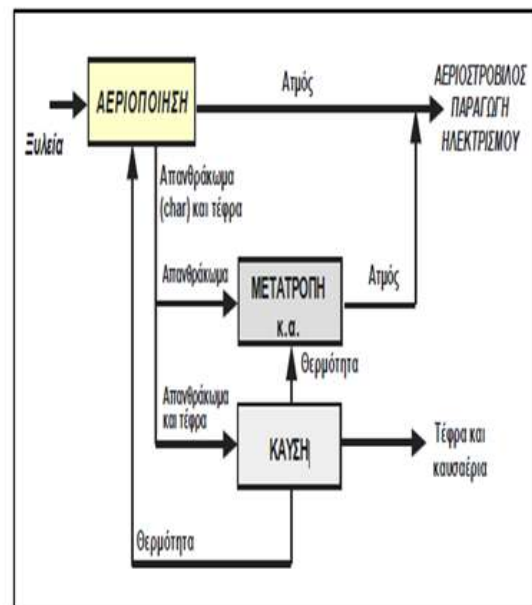 ΑΕΡΙΟΠΟΙΗΣΗ
Ατμός
ΑΕΡΙΟΣΤΡΟΒΙΛΟΣ
ΠΑΡΑΓΩΓΗ
ΗΛΕΚΤΡΙΣΜΟΥ
Ξυλεία
Απανθράκωμα
(char) και τέφρα
Απανθράκωμα
ΜΕΤΑΤΡΟΠΗ
κ.α.
Ατμός
Θερμότητα
Απανθράκωμα
και τέφρα
ΚΑΥΣΗ
Τέφρα και
καυσαέρια
Θερμότητα